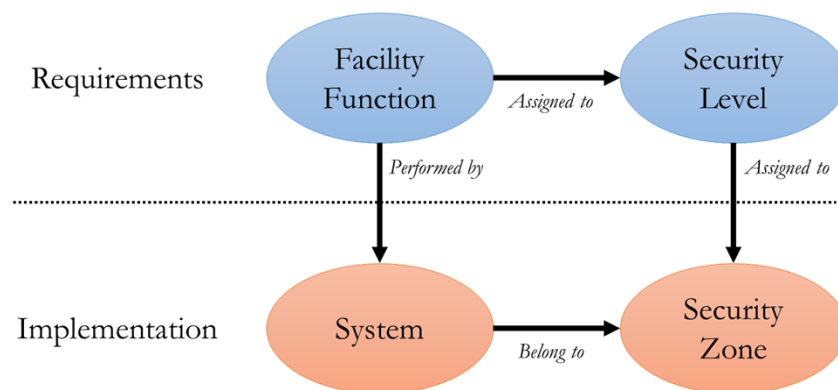 Requirements
Facility
Function
Assigned to
Security
Level
Performed by
Assigned to
Implementation
System
Belong to
Security
Zone